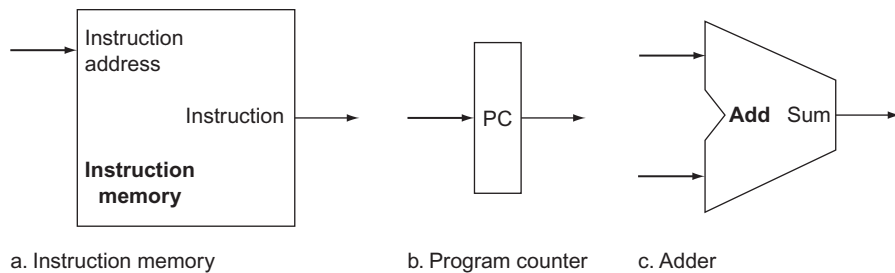 Instruction
address
Instruction
Instruction
memory
PC
Add Sum
a. Instruction memory
b. Program counter
c. Adder